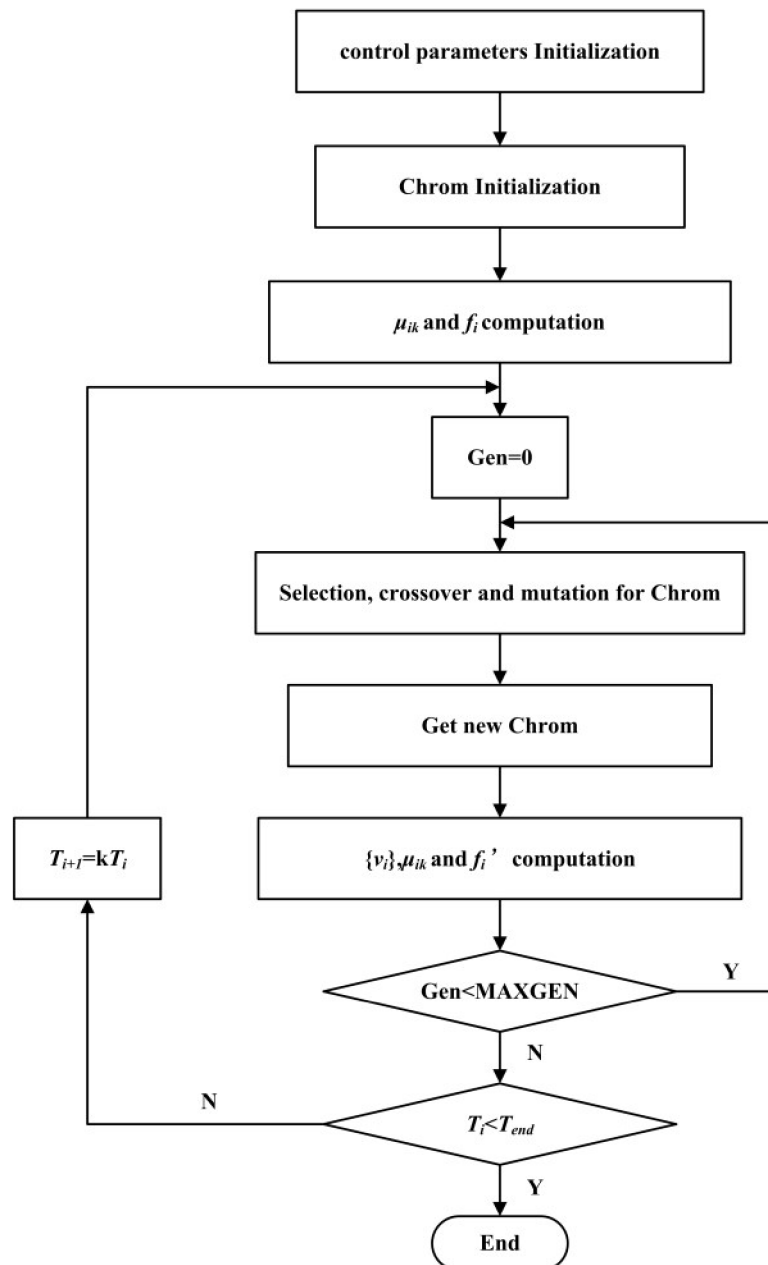 control parameters Initialization
Chrom Initialization
μik and fi computation
Gen=0
Selection, crossover and mutation for Chrom
Get new Chrom
Ti+1=kTi
{vi},μik and fi’ computation
Gen<MAXGEN
Y
N
N
Ti<Tend
Y
End